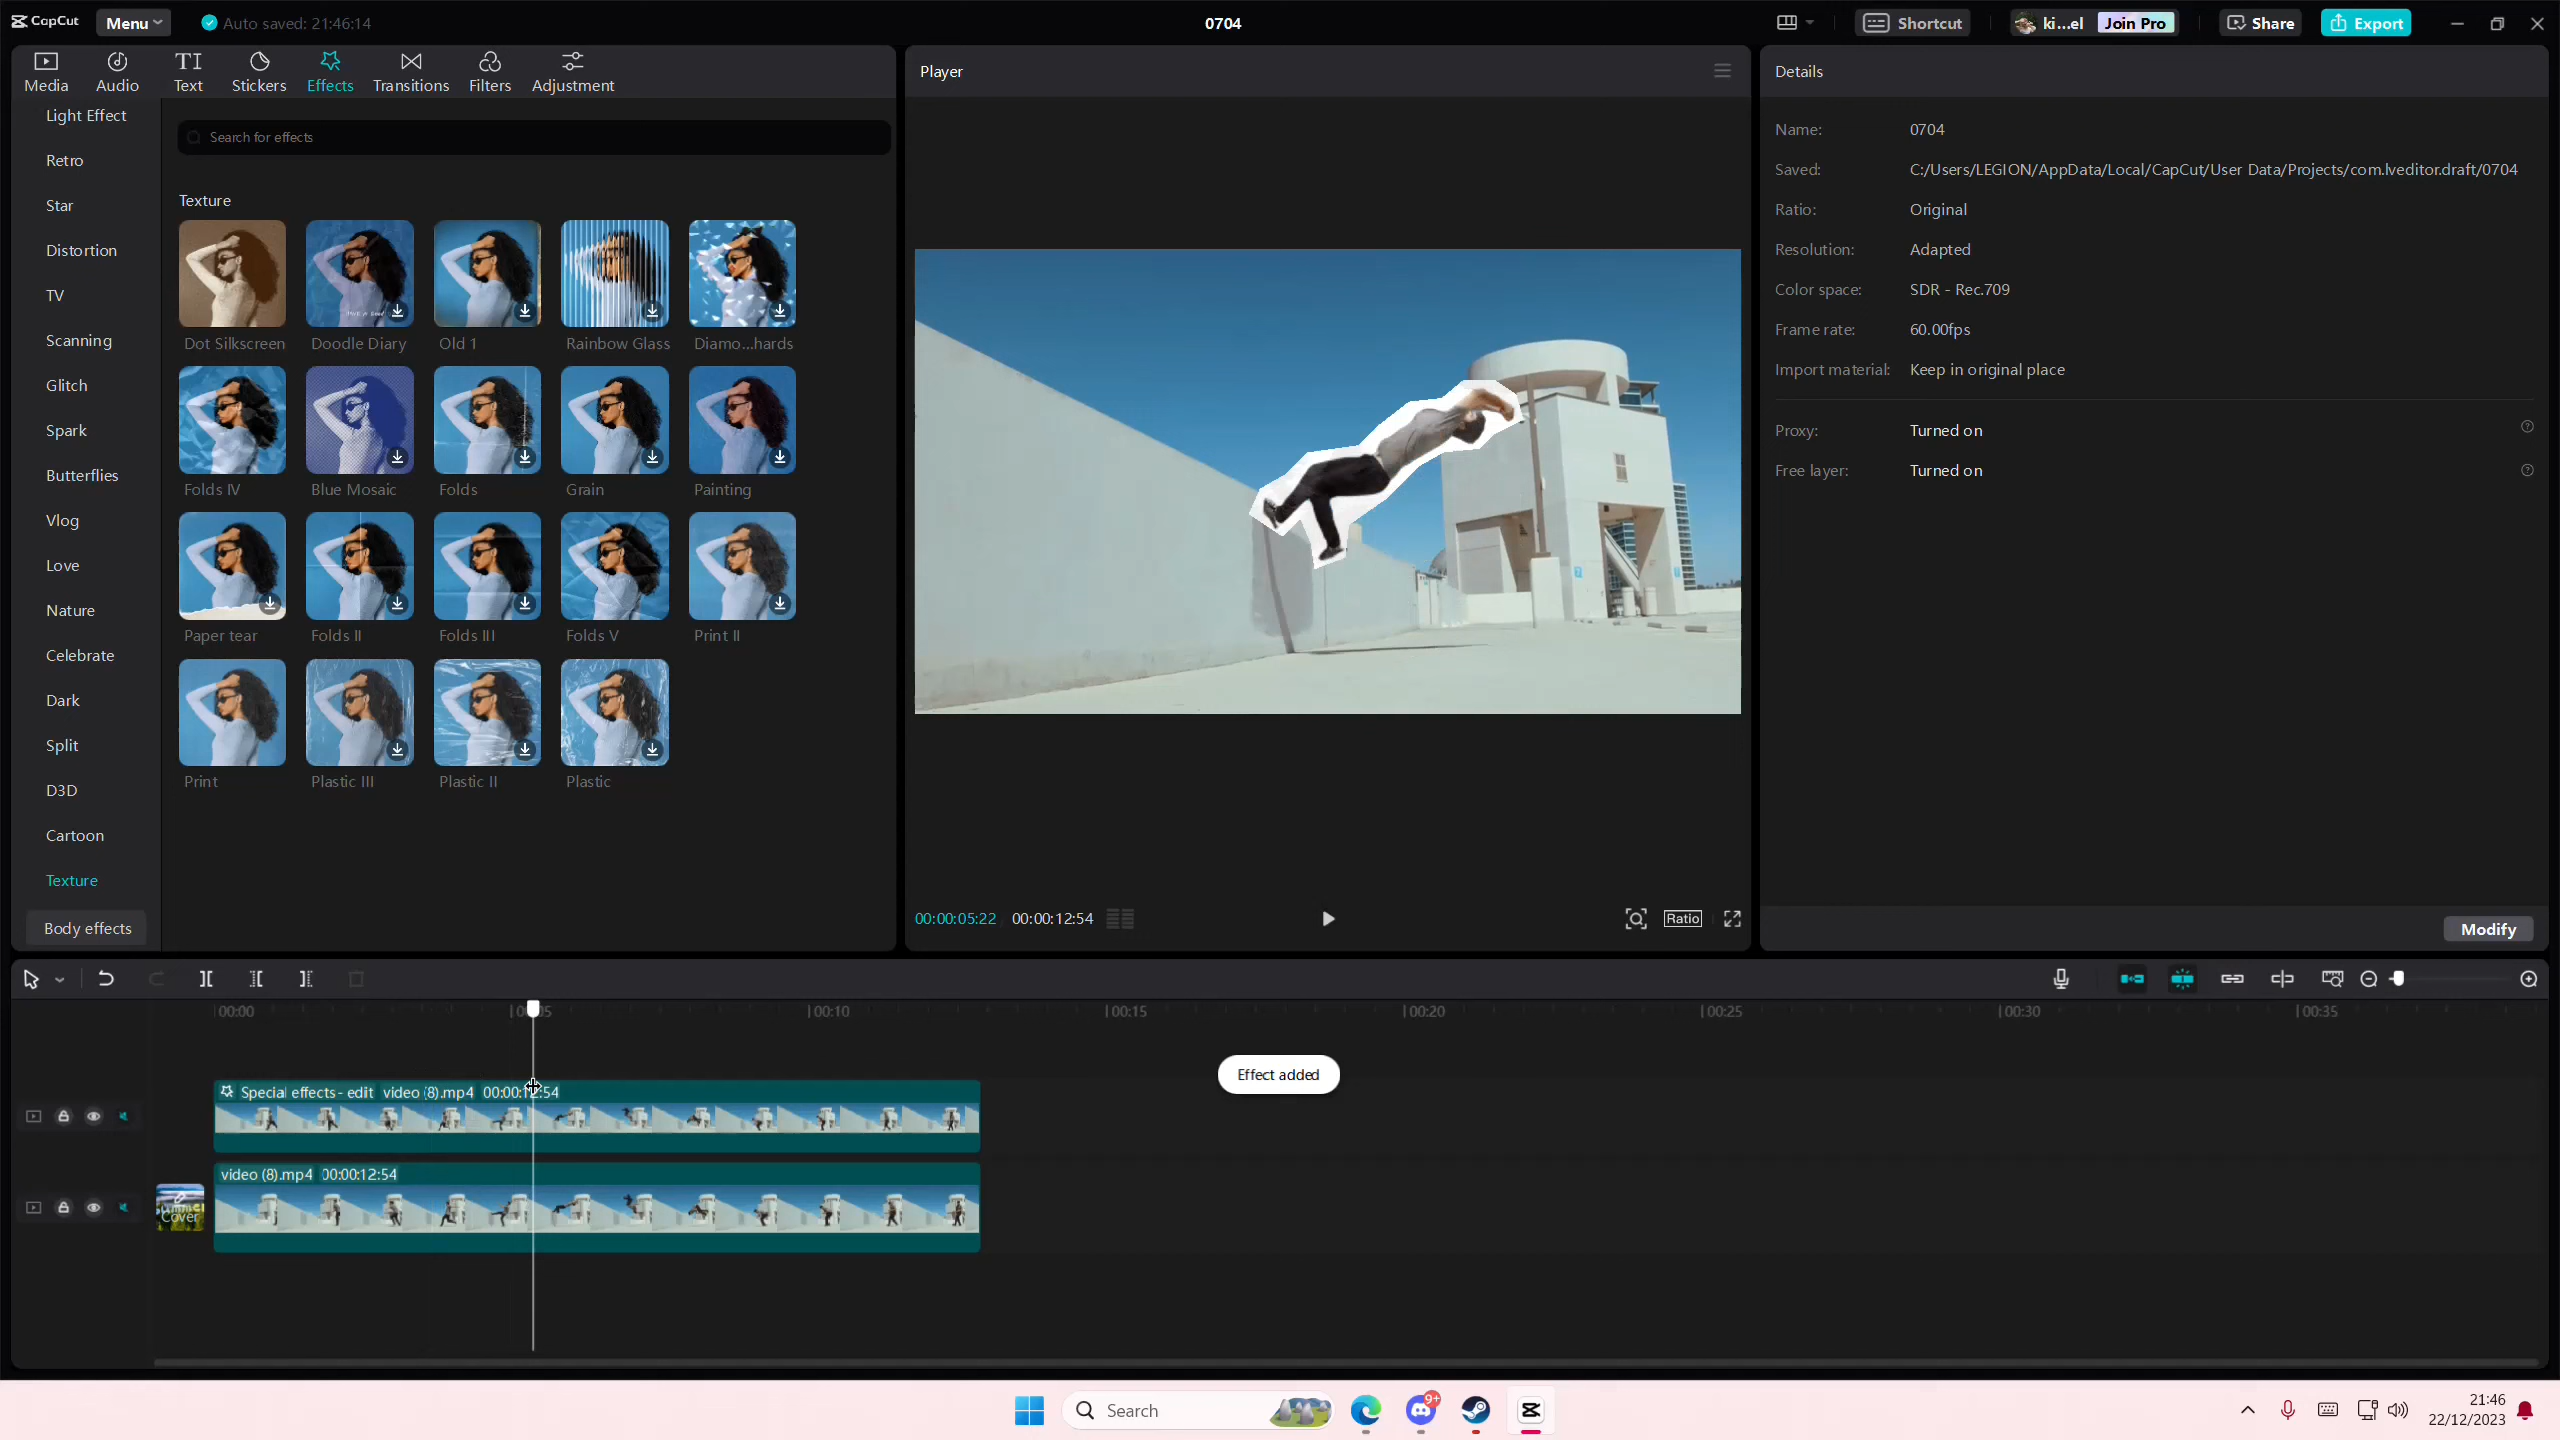 CapCut
Menu
Auto saved: 21:46:14
0704
Shortcut
ki...el
Join Pro
Share
Export
Media
Audio
Text
Stickers
Effects
Transitions
Filters
Adjustment
Light Effect
Retro
Star
Distortion
TV
Scanning
Glitch
Spark
Butterflies
Vlog
Love
Nature
Celebrate
Dark
Split
D3D
Cartoon
Texture
Body effects
Search for effects
Texture
Dot Silkscreen
Doodle Diary
Old 1
Rainbow Glass
Diamo...hards
Folds IV
Blue Mosaic
Folds
Grain
Painting
Paper tear
Folds II
Folds III
Folds V
Print II
Print
Plastic III
Plastic II
Plastic
Player
00:00:05:22
00:00:12:54
Ratio
Details
Name: 0704
Saved: C:/Users/LEGION/AppData/Local/CapCut/User Data/Projects/com.lveditor.draft/0704
Ratio: Original
Resolution: Adapted
Color space: SDR - Rec.709
Frame rate: 60.00fps
Import material: Keep in original place
Proxy: Turned on
Free layer: Turned on
Modify
00:00
00:10
00:15
00:20
00:25
00:30
00:35
Effect added
Special effects - edit video (8).mp4 00:00:12:54
video (8).mp4 00:00:12:54
Cover
Search
9+
21:46
22/12/2023